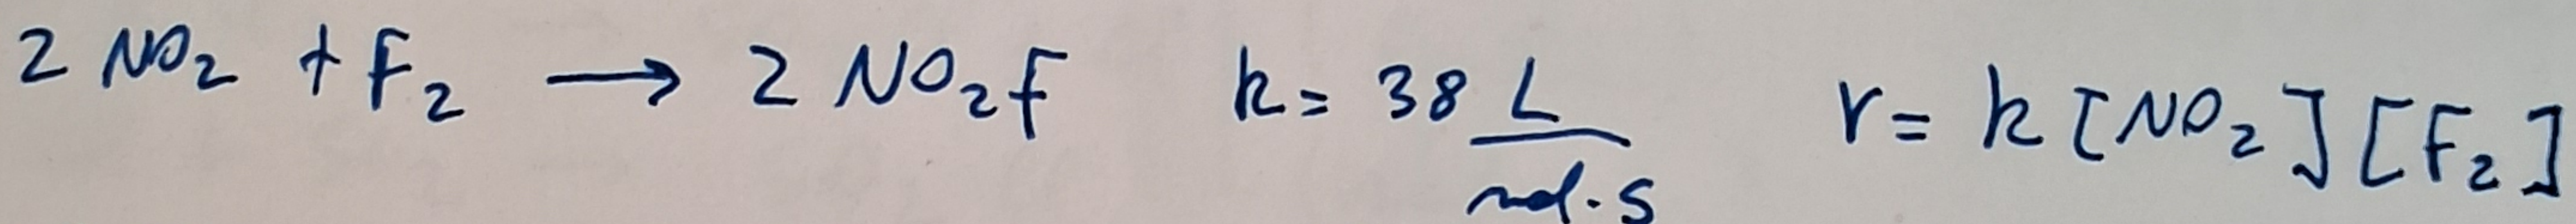 2 NO₂ + F₂ → 2 NO₂F k = 38 L/mol·s r = k [NO₂] [F₂]